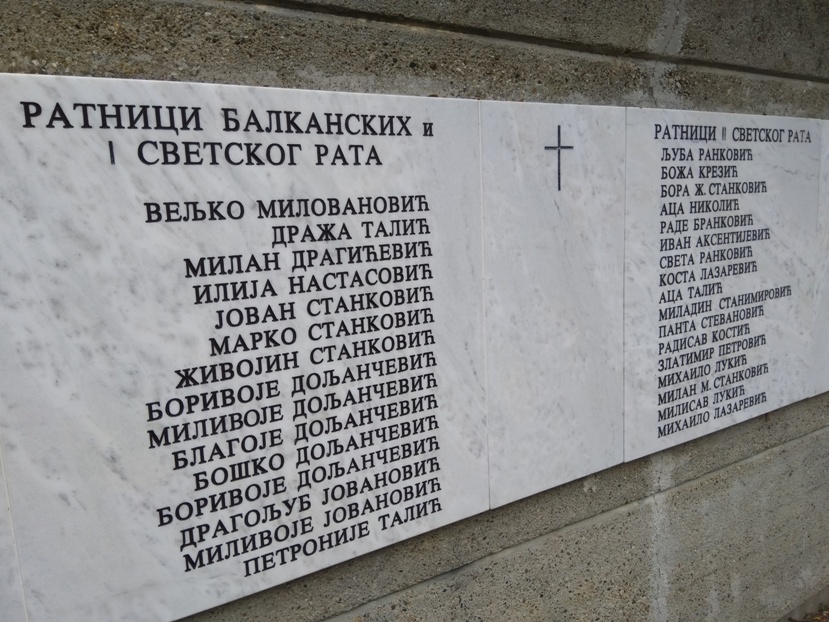 РАТНИЦИ БАЛКАНСКИХ и
I СВЕТСКОГ РАТА
ВЕЉКО МИЛОВАНОВИЋ
ДРАЖА ТАЛИЋ
МИЛАН ДРАГИЋЕВИЋ
ИЛИЈА НАСТАСОВИЋ
ЈОВАН СТАНКОВИЋ
МАРКО СТАНКОВИЋ
ЖИВОЈИН СТАНКОВИЋ
БОРИВОЈЕ ДОЉАНЧЕВИЋ
МИЛИВОЈЕ ДОЉАНЧЕВИЋ
БЛАГОЈЕ ДОЉАНЧЕВИЋ
БОШКО ДОЉАНЧЕВИЋ
БОРИВОЈЕ ДОЉАНЧЕВИЋ
ДРАГОЉУБ ЈОВАНОВИЋ
МИЛИВОЈЕ ЈОВАНОВИЋ
ПЕТРОНИЈЕ ТАЛИЋ
РАТНИЦИ II СВЕТСКОГ РАТА
ЉУБА РАНКОВИЋ
БОЖА КРЕЗИЋ
БОРА Ж. СТАНКОВИЋ
АЦА НИКОЛИЋ
РАДЕ БРАНКОВИЋ
ИВАН АКСЕНТИЈЕВИЋ
СВЕТА РАНКОВИЋ
КОСТА ЛАЗАРЕВИЋ
АЦА ТАЛИЋ
МИЛАДИН СТАНИМИРОВИЋ
ПАНТА СТЕВАНОВИЋ
РАДИСАВ КОСТИЋ
ЗЛАТИМИР ПЕТРОВИЋ
МИХАИЛО ЛУКИЋ
МИЛАН М. СТАНКОВИЋ
МИЛИСАВ ЛУКИЋ
МИХАИЛО ЛАЗАРЕВИЋ